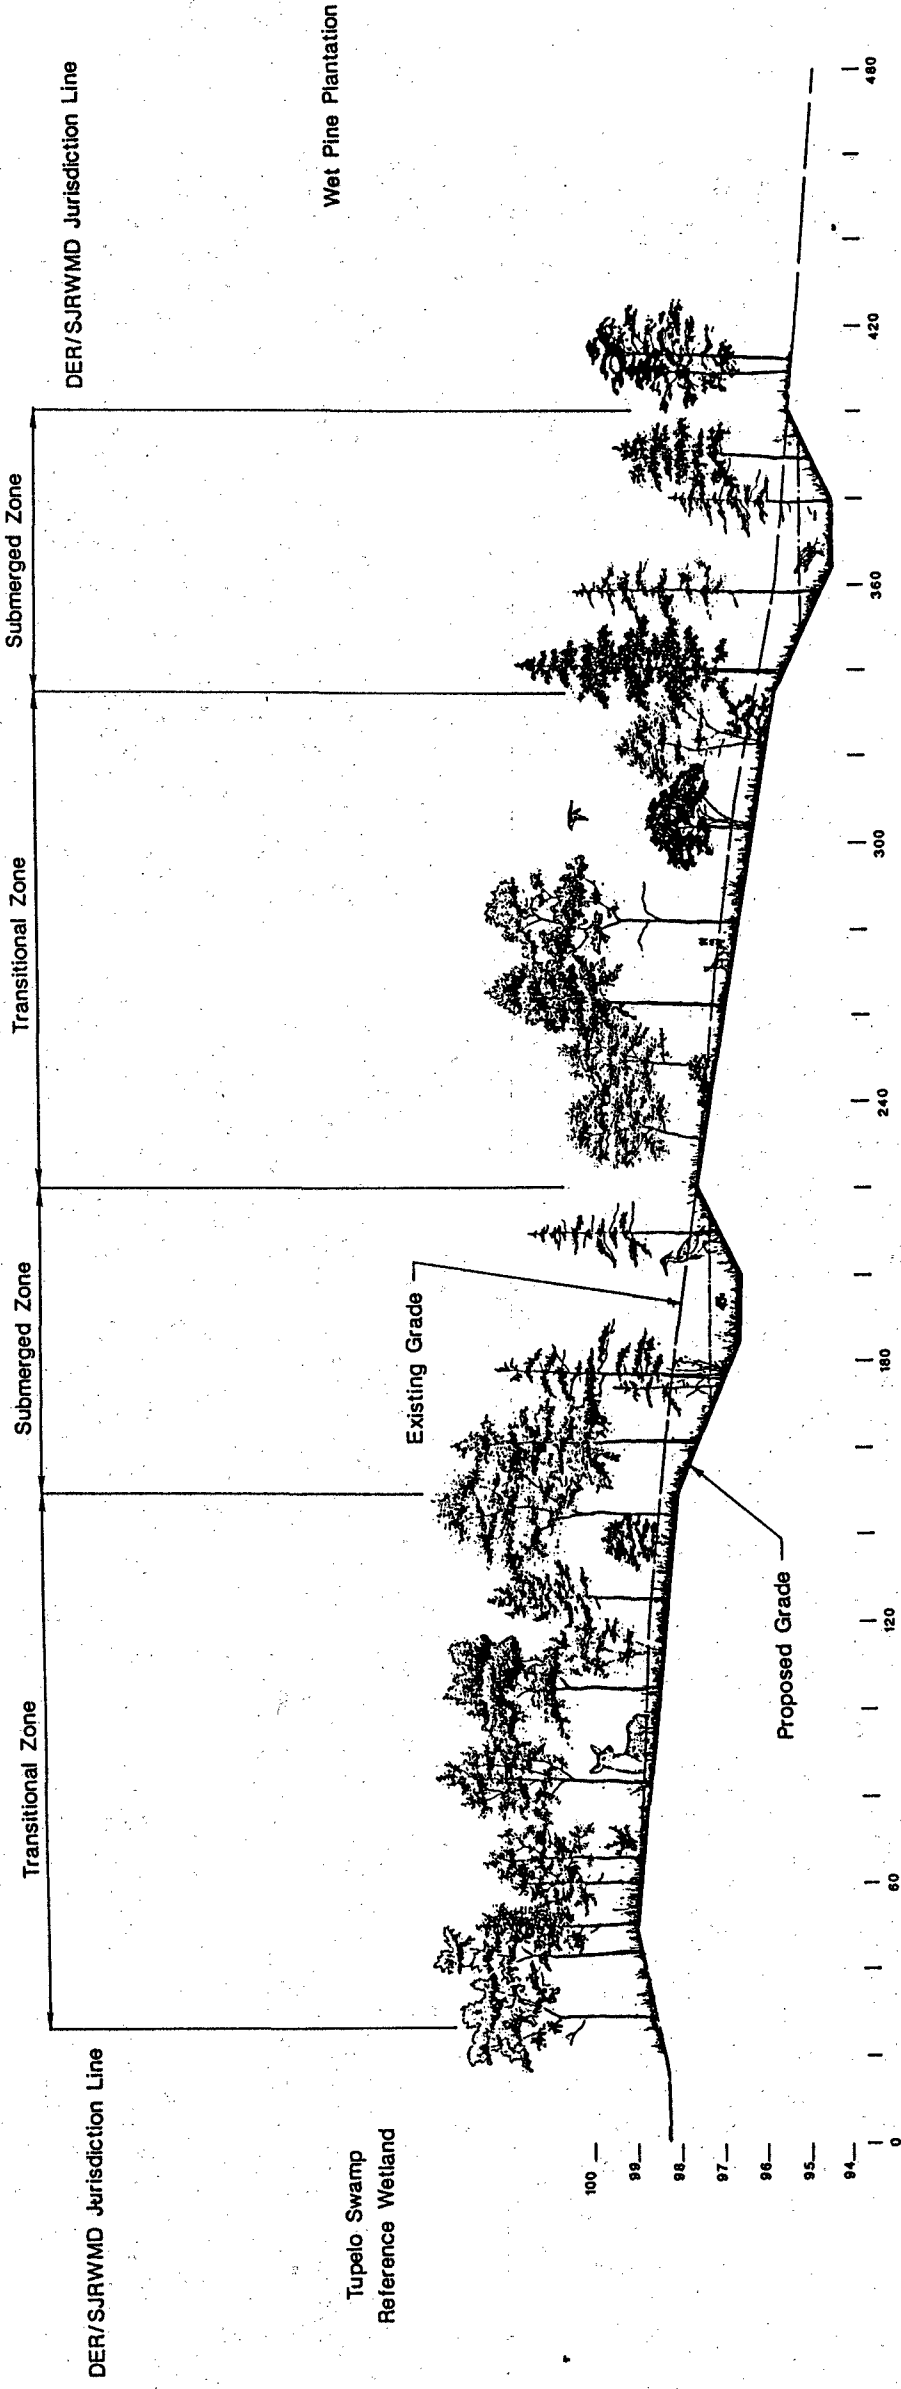 DER/SJRWMD Jurisdiction Line
Transitional Zone
Submerged Zone
Transitional Zone
Submerged Zone
DER/SJRWMD Jurisdiction Line
Tupelo Swamp
Reference Wetland
Existing Grade
Wet Pine Plantation
Proposed Grade
100
99
98
97
96
95
94
0
60
120
180
240
300
360
420
480